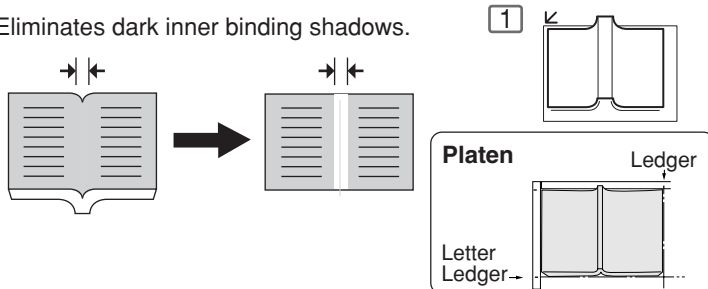 Eliminates dark inner binding shadows.
1
Platen
Ledger
Letter
Ledger